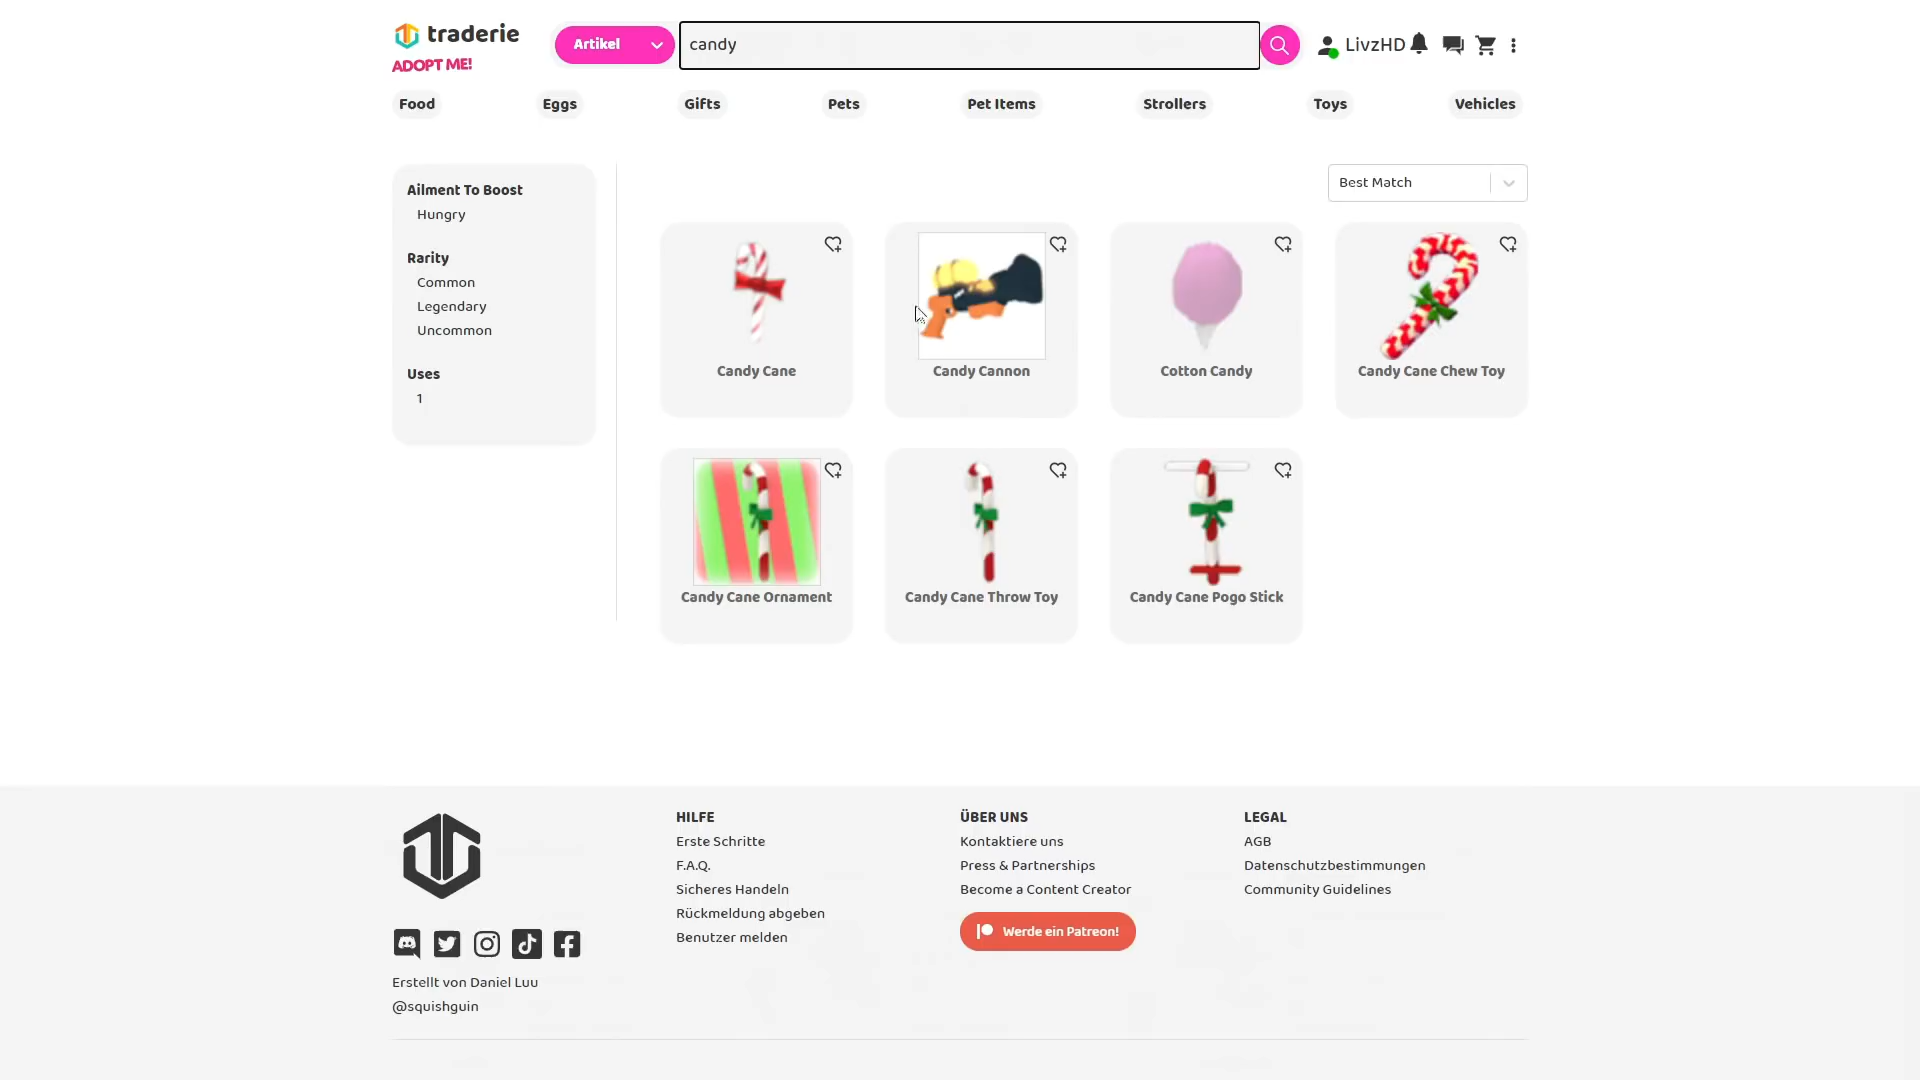 traderie
ADOPT ME!
Artikel
candy
LivzHD
Food
Eggs
Gifts
Pets
Pet Items
Strollers
Toys
Vehicles
Ailment To Boost
Hungry
Rarity
Common
Legendary
Uncommon
Uses
1
Best Match
Candy Cane
Candy Cannon
Cotton Candy
Candy Cane Chew Toy
Candy Cane Ornament
Candy Cane Throw Toy
Candy Cane Pogo Stick
Erstellt von Daniel Luu
@squishguin
HILFE
Erste Schritte
F.A.Q.
Sicheres Handeln
Rückmeldung abgeben
Benutzer melden
ÜBER UNS
Kontaktiere uns
Press & Partnerships
Become a Content Creator
Werde ein Patreon!
LEGAL
AGB
Datenschutzbestimmungen
Community Guidelines